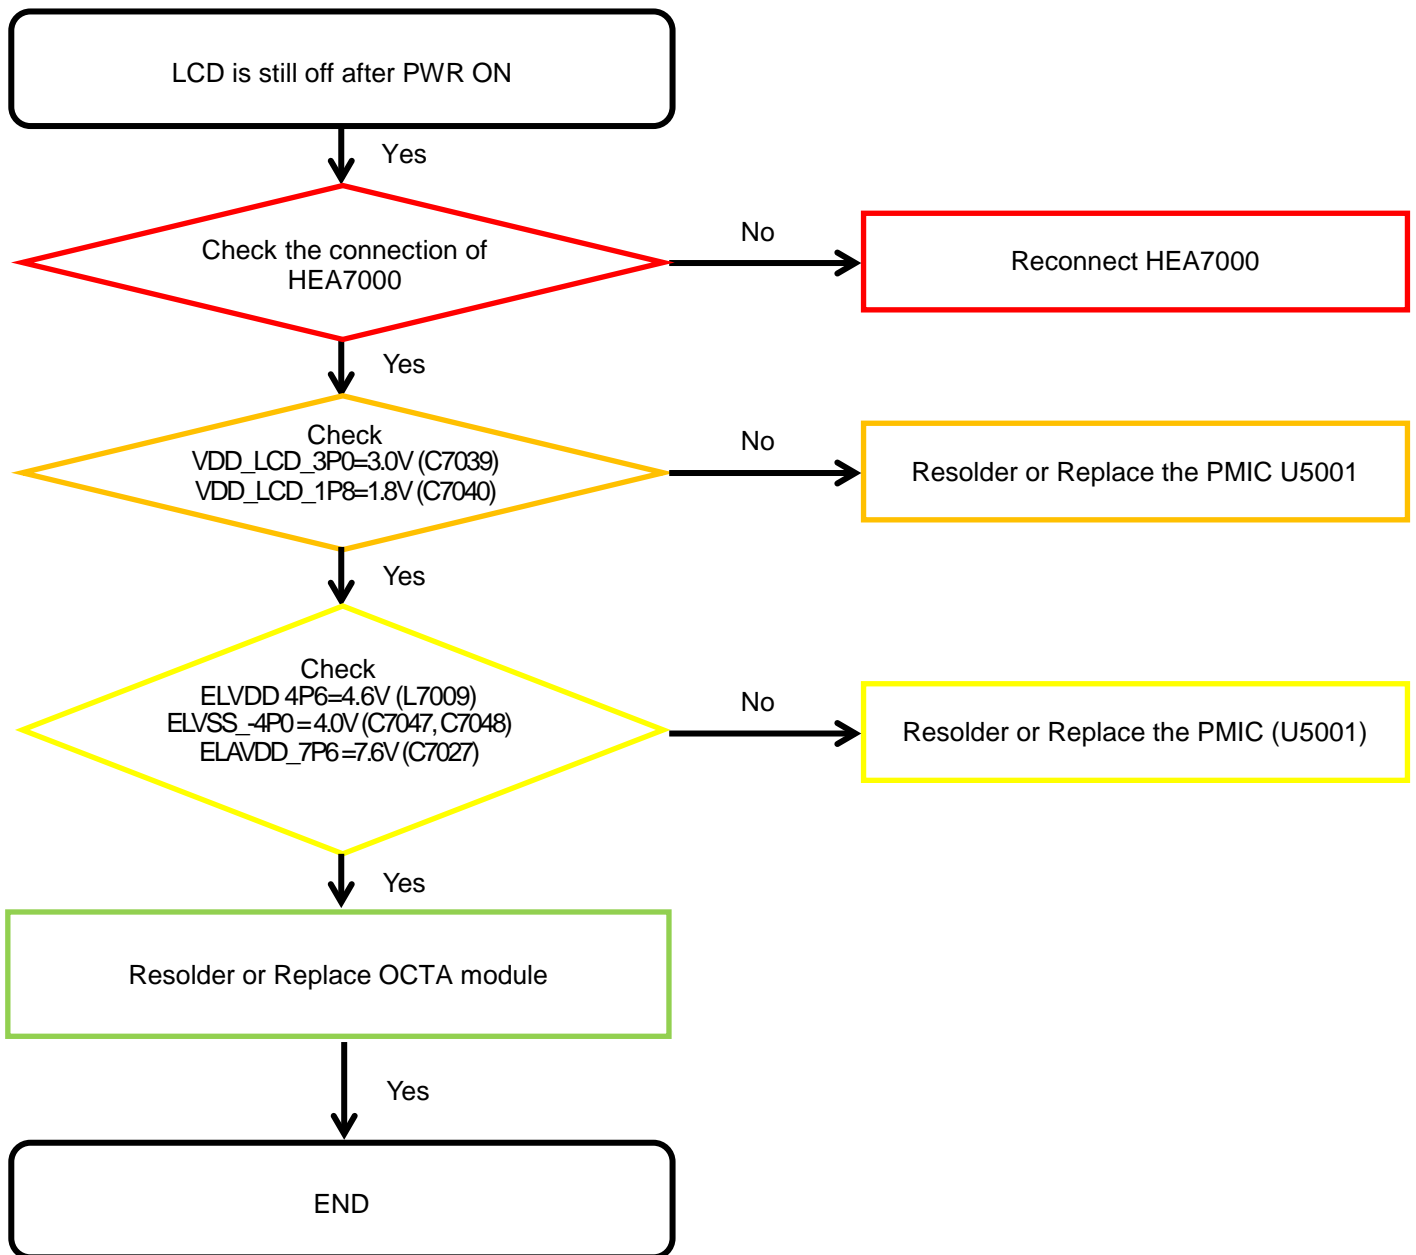 LCD is still off after PWR ON
Yes
Check the connection of
HEA7000
No
Reconnect HEA7000
Yes
Check
VDD_LCD_3P0=3.0V (C7039)
VDD_LCD_1P8=1.8V (C7040)
No
Resolder or Replace the PMIC U5001
Yes
Check
ELVDD 4P6=4.6V (L7009)
ELVSS_-4P0 = 4.0V (C7047, C7048)
ELAVDD_7P6 =7.6V (C7027)
No
Resolder or Replace the PMIC (U5001)
Yes
Resolder or Replace OCTA module
Yes
END